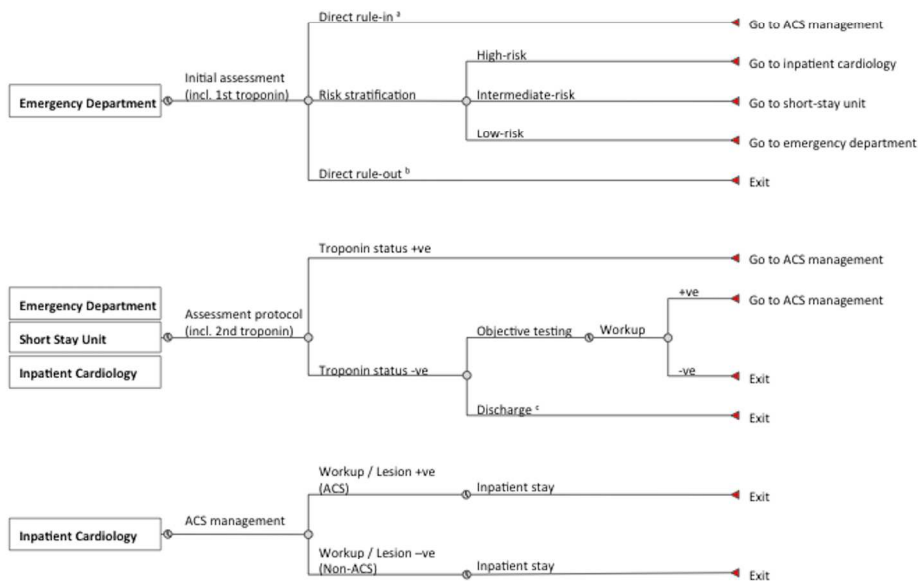 Direct rule-in a
Go to ACS management
High-risk
Go to inpatient cardiology
Initial assessment
(incl. 1st troponin)
Emergency Department
Risk stratification
Intermediate-risk
Go to short-stay unit
Low-risk
Go to emergency department
Direct rule-out b
Exit
Troponin status +ve
Go to ACS management
Emergency Department
Short Stay Unit
Inpatient Cardiology
Assessment protocol
(incl. 2nd troponin)
+ve
Go to ACS management
Objective testing
Workup
Troponin status -ve
-ve
Exit
Discharge c
Exit
Workup / Lesion +ve
(ACS)
Inpatient stay
Exit
Inpatient Cardiology
ACS management
Workup / Lesion –ve
(Non-ACS)
Inpatient stay
Exit